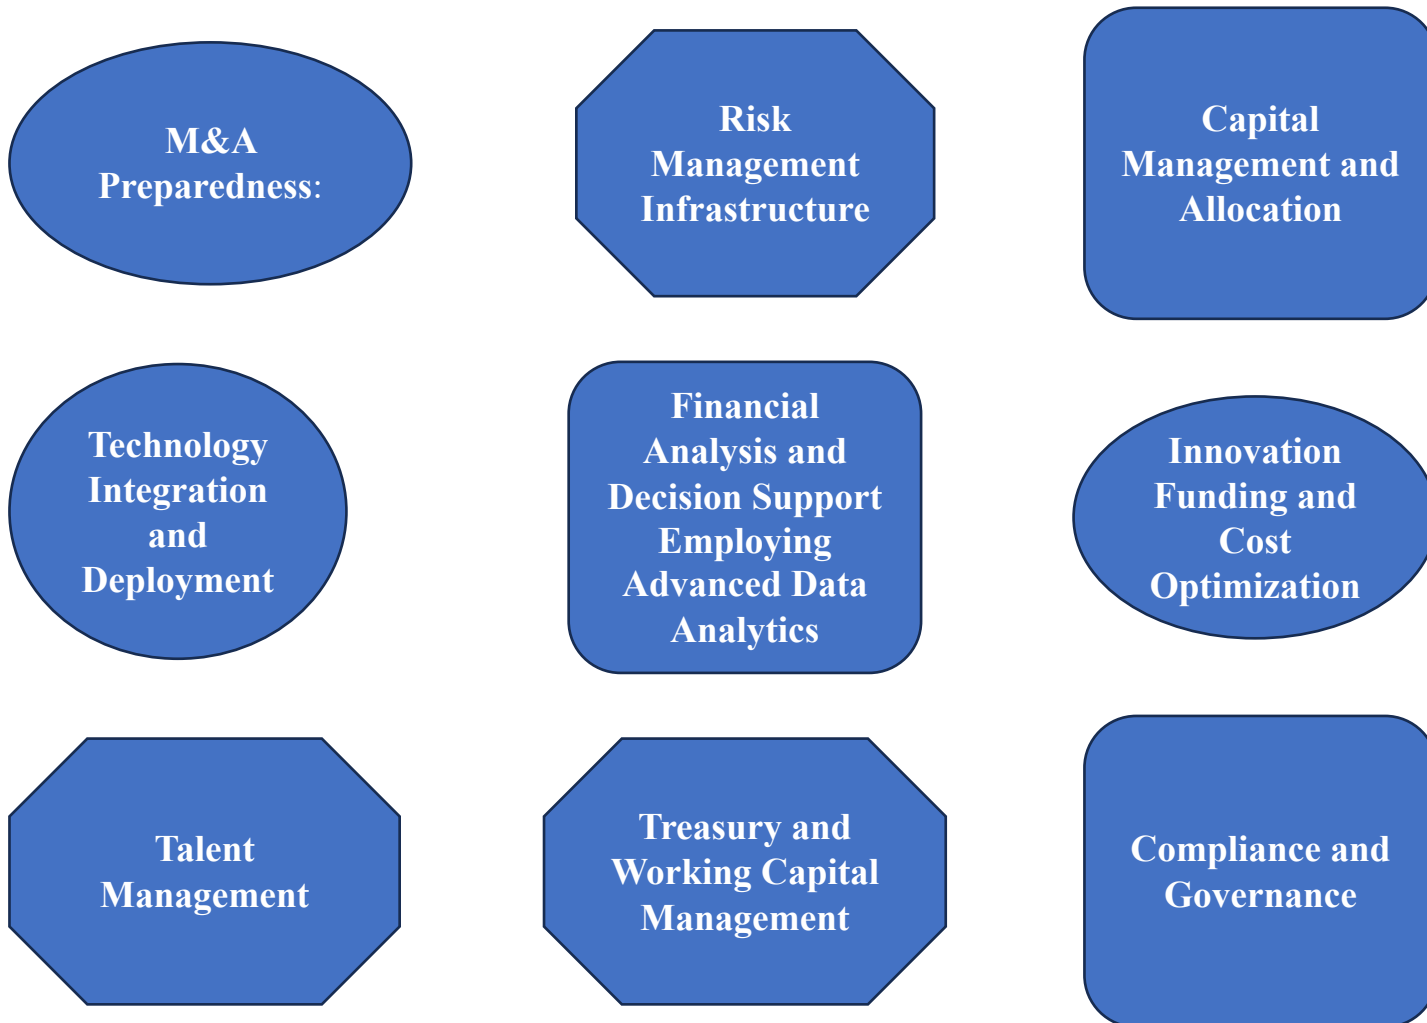 M&A
Preparedness:
Risk
Management
Infrastructure
Capital
Management and
Allocation
Technology
Integration
and
Deployment
Financial
Analysis and
Decision Support
Employing
Advanced Data
Analytics
Innovation
Funding and
Cost
Optimization
Talent
Management
Treasury and
Working Capital
Management
Compliance and
Governance